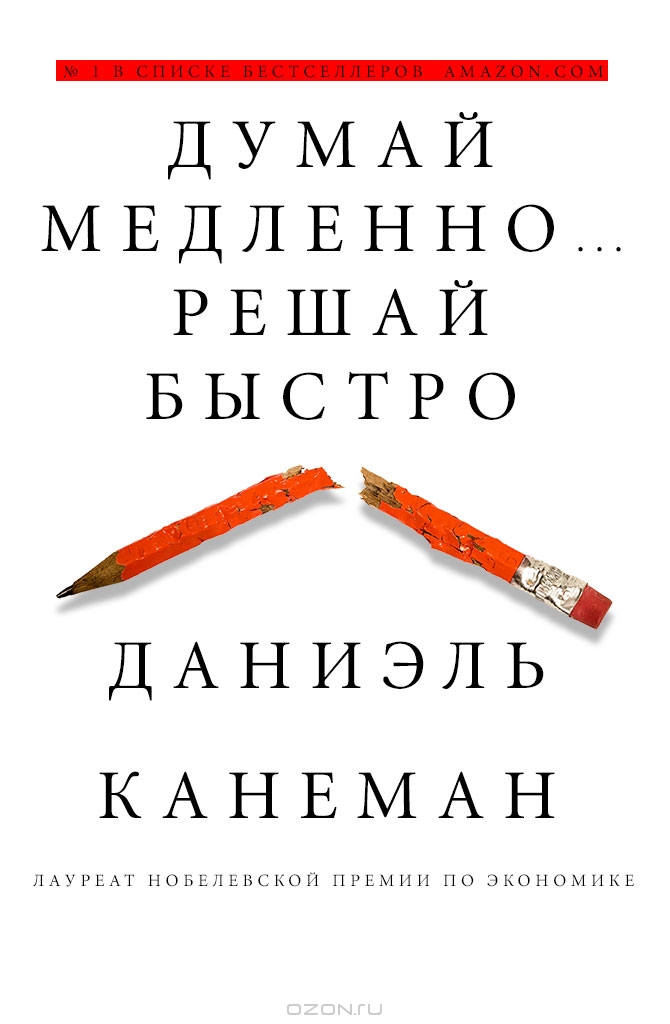 № 1 В СПИСКЕ БЕСТСЕЛЛЕРОВ AMAZON.COM
ДУМАЙ
МЕДЛЕННО...
РЕШАЙ
БЫСТРО
ДАНИЭЛЬ
КАНЕМАН
ЛАУРЕАТ НОБЕЛЕВСКОЙ ПРЕМИИ ПО ЭКОНОМИКЕ
OZON.RU